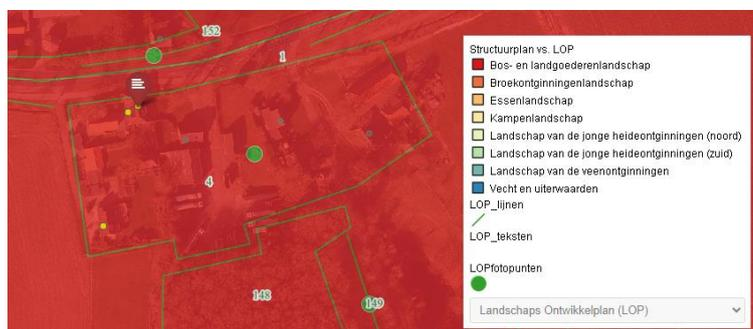 152
1
4
148
149
Structuurplan vs. LOP
Bos- en landgoederenlandschap
Broekontginningenlandschap
Essenlandschap
Kampenlandschap
Landschap van de jonge heideontginningen (noord)
Landschap van de jonge heideontginningen (zuid)
Landschap van de veenontginningen
Vecht en uiterwaarden
LOP_lijnen
LOP_teksten
LOPfotopunten
Landschaps Ontwikkelplan (LOP)